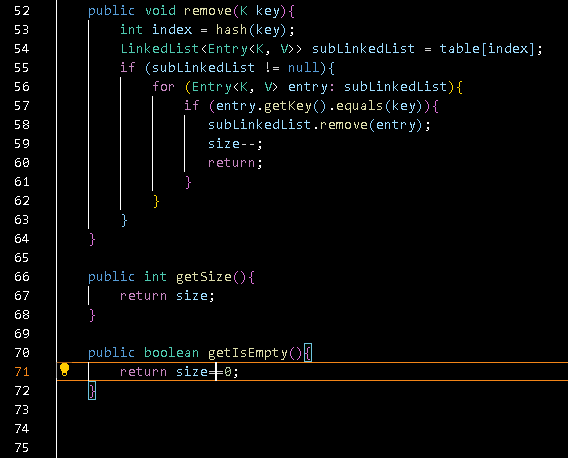 52 public void remove(K key){
53 int index = hash(key);
54 LinkedList<Entry<K, V>> subLinkedList = table[index];
55 if (subLinkedList != null){
56 for (Entry<K, V> entry: subLinkedList){
57 if (entry.getKey().equals(key)){
58 subLinkedList.remove(entry);
59 size--;
60 return;
61 }
62 }
63 }
64 }
65
66 public int getSize(){
67 return size;
68 }
69
70 public boolean getIsEmpty(){
71 return size==0;
72 }
73
74
75